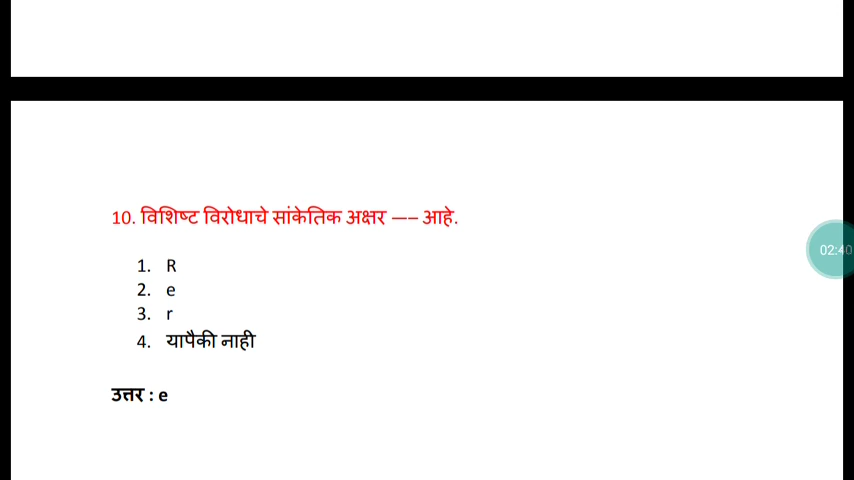 10. विशिष्ट विरोधाचे सांकेतिक अक्षर —– आहे.
1. R
2. e
02:40
3. r
4. यापैकी नाही
उत्तर : e